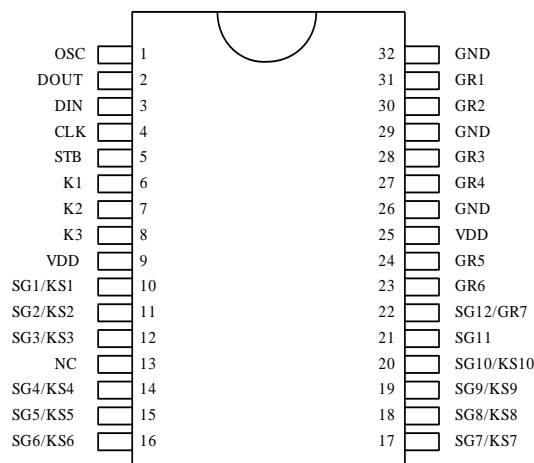 OSC 1 32 GND
DOUT 2 31 GR1
DIN 3 30 GR2
CLK 4 29 GND
STB 5 28 GR3
K1 6 27 GR4
K2 7 26 GND
K3 8 25 VDD
VDD 9 24 GR5
SG1/KS1 10 23 GR6
SG2/KS2 11 22 SG12/GR7
SG3/KS3 12 21 SG11
NC 13 20 SG10/KS10
SG4/KS4 14 19 SG9/KS9
SG5/KS5 15 18 SG8/KS8
SG6/KS6 16 17 SG7/KS7